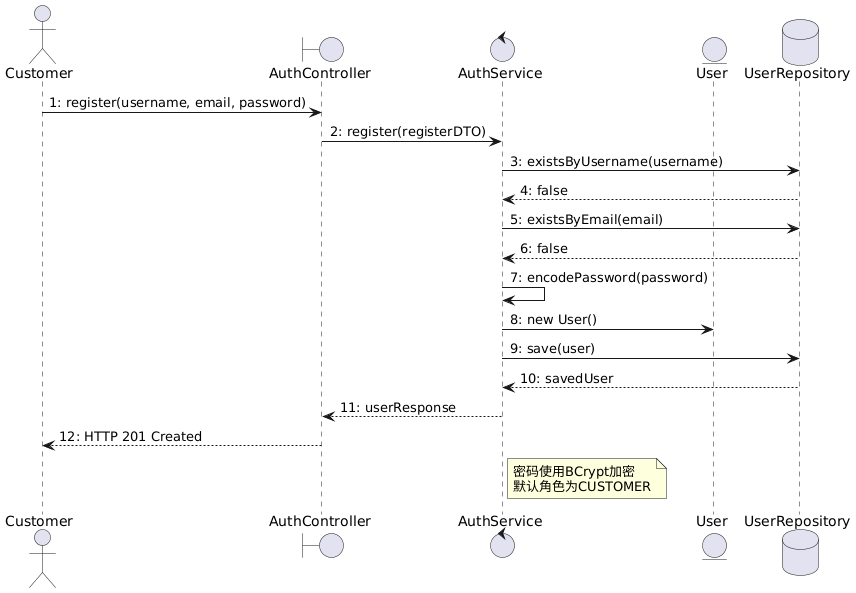 Customer
AuthController
AuthService
User
UserRepository
1: register(username, email, password)
2: register(registerDTO)
3: existsByUsername(username)
4: false
5: existsByEmail(email)
6: false
7: encodePassword(password)
8: new User()
9: save(user)
10: savedUser
11: userResponse
12: HTTP 201 Created
密码使用BCrypt加密
默认角色为CUSTOMER
Customer
AuthController
AuthService
User
UserRepository